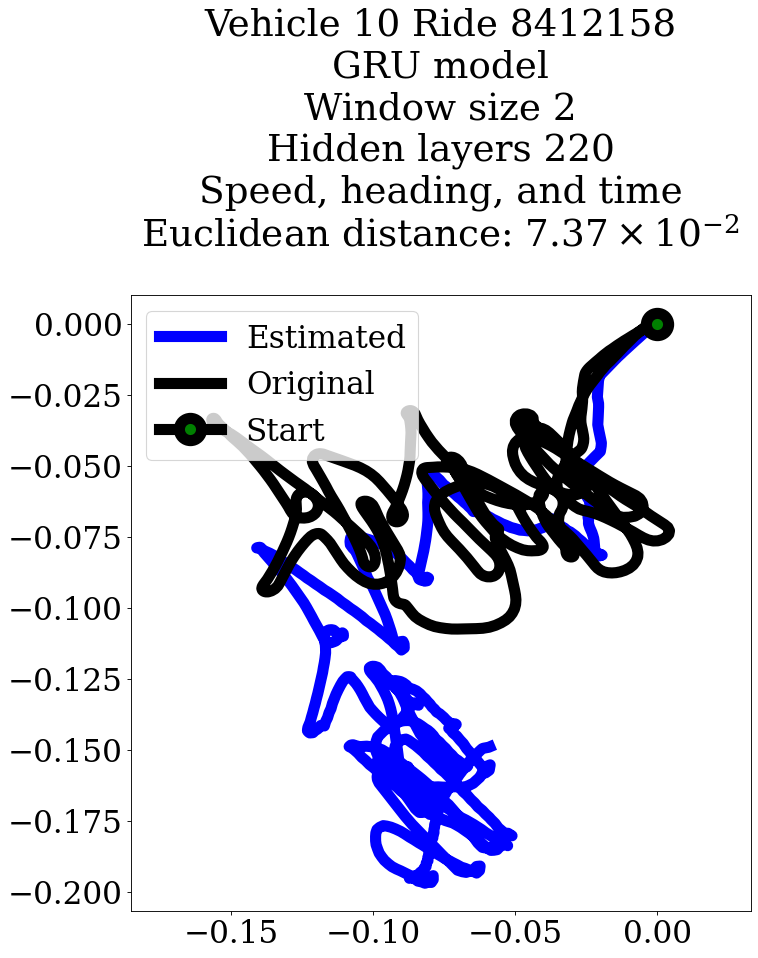 Vehicle 10 Ride 8412158
GRU model
Window size 2
Hidden layers 220
Speed, heading, and time
Euclidean distance: 7.37 × 10⁻²
Estimated
Original
Start
0.000
−0.025
−0.050
−0.075
−0.100
−0.125
−0.150
−0.175
−0.200
−0.15
−0.10
−0.05
0.00